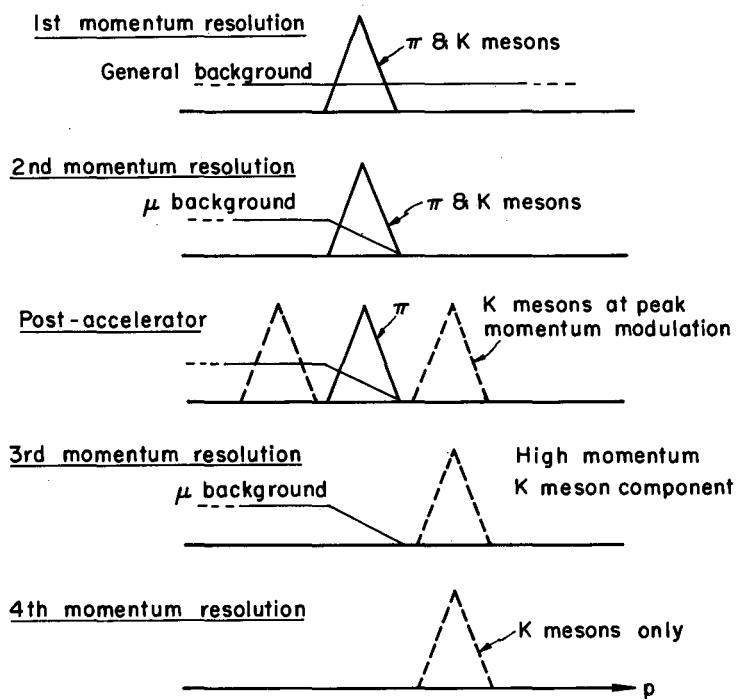 1st momentum resolution
π & K mesons
General background
2nd momentum resolution
μ background
π & K mesons
Post-accelerator
π
K mesons at peak
momentum modulation
3rd momentum resolution
High momentum
μ background
K meson component
4th momentum resolution
K mesons only
p